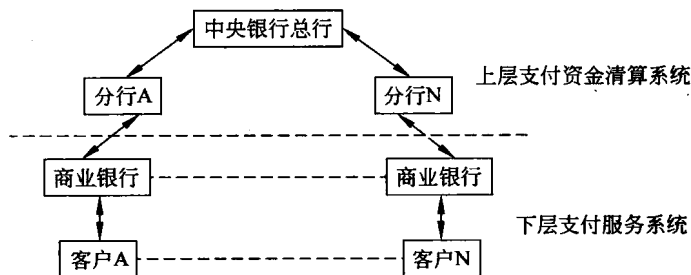 中央银行总行
上层支付资金清算系统
分行A
分行N
商业银行
商业银行
下层支付服务系统
客户A
客户N